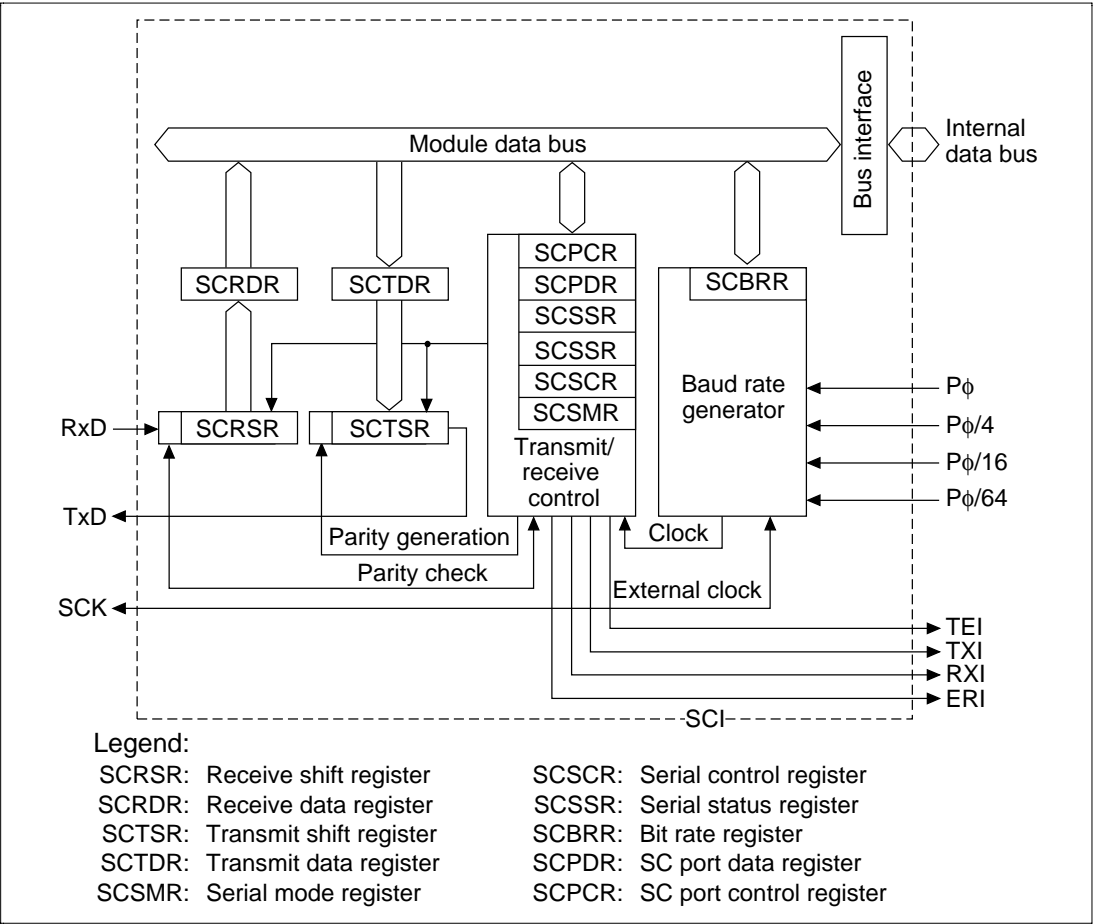 Module data bus
Bus interface
Internal
data bus
SCRDR
SCTDR
SCPCR
SCPDR
SCSSR
SCSSR
SCSCR
SCSMR
Transmit/
receive
control
SCBRR
Baud rate
generator
Pϕ
Pϕ/4
Pϕ/16
Pϕ/64
RxD
SCRSR
SCTSR
TxD
Parity generation
Clock
Parity check
External clock
SCK
TEI
TXI
RXI
ERI
SCI
Legend:
SCRSR: Receive shift register
SCRDR: Receive data register
SCTSR: Transmit shift register
SCTDR: Transmit data register
SCSMR: Serial mode register
SCSCR: Serial control register
SCSSR: Serial status register
SCBRR: Bit rate register
SCPDR: SC port data register
SCPCR: SC port control register